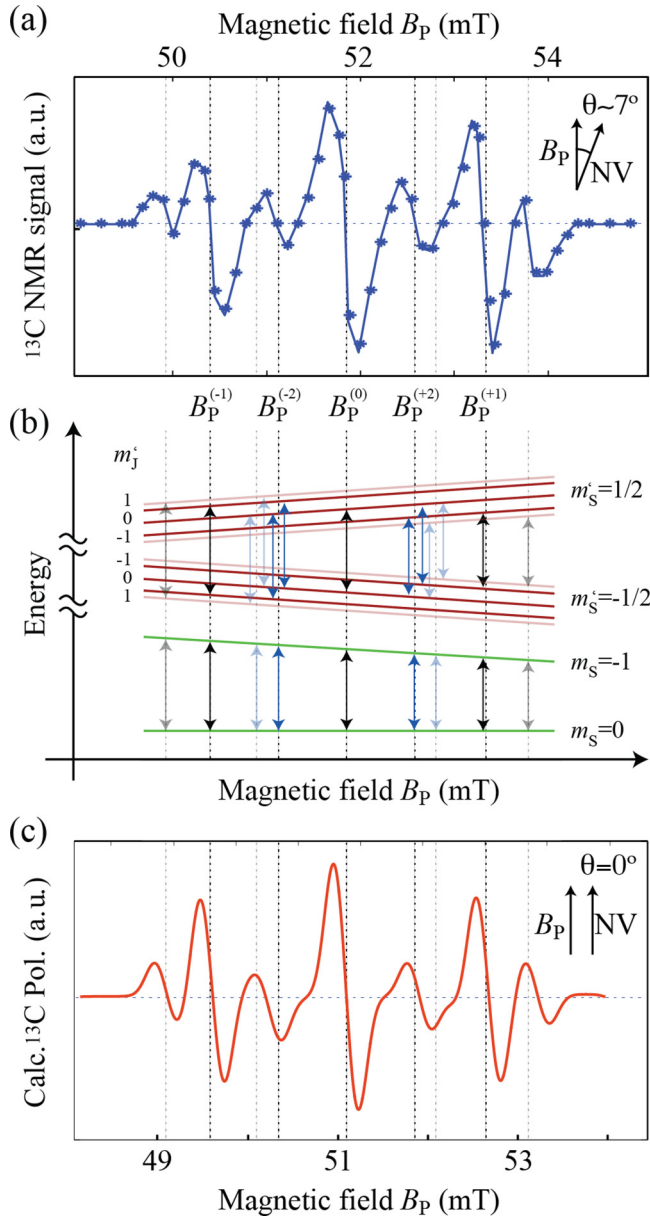 (a)
Magnetic field B_P (mT)
50 52 54
¹³C NMR signal (a.u.)
θ~7°
B_P NV
B_P^(-1) B_P^(-2) B_P^(0) B_P^(+2) B_P^(+1)
(b)
Energy
m'_J
1
0
-1
-1
0
1
m'_S=1/2
m'_S=-1/2
m_S=-1
m_S=0
Magnetic field B_P (mT)
(c)
Calc.¹³C Pol. (a.u.)
θ=0°
B_P NV
49 51 53
Magnetic field B_P (mT)